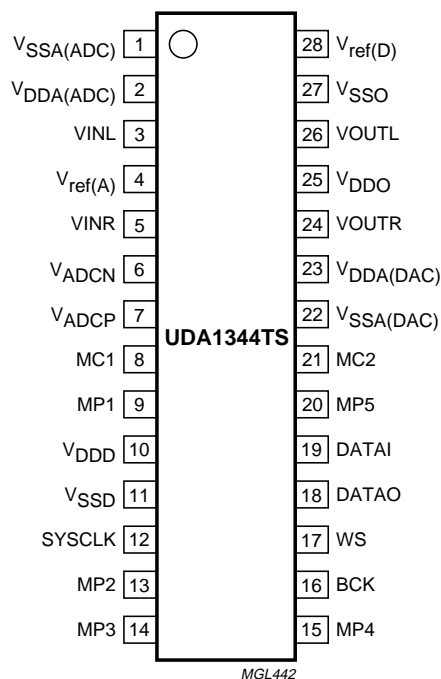 VSSA(ADC) 1 28 Vref(D)
VDDA(ADC) 2 27 VSSO
VINL 3 26 VOUTL
Vref(A) 4 25 VDDO
VINR 5 24 VOUTR
VADCN 6 23 VDDA(DAC)
VADCP 7 22 VSSA(DAC)
UDA1344TS
MC1 8 21 MC2
MP1 9 20 MP5
VDDD 10 19 DATAI
VSSD 11 18 DATAO
SYSCLK 12 17 WS
MP2 13 16 BCK
MP3 14 15 MP4
MGL442